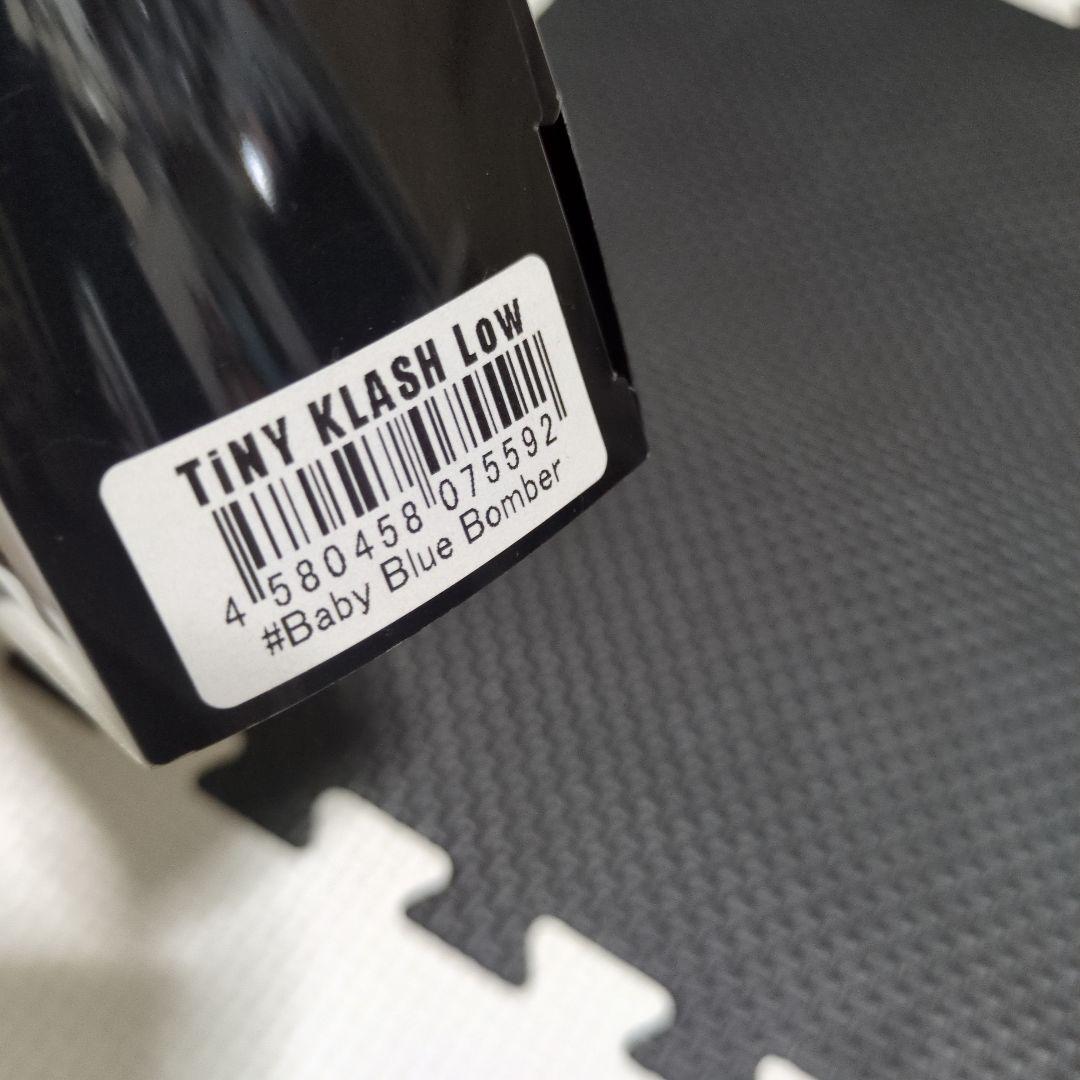 TiNY KLASH Low
4 580458 075592
#Baby Blue Bomber